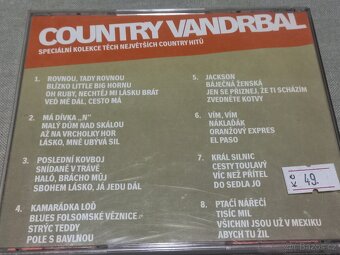 COUNTRY VANDRBAL
SPECIÁLNÍ KOLEKCE TĚCH NEJVĚTŠÍCH COUNTRY HITŮ
1. ROVNOU, TADY ROVNOU
BLÍZKO LITTLE BIG HORNU
OH RUBY, NECHTĚJ MI LÁSKU BRÁT
VEĎ MĚ DÁL, CESTO MÁ
2. MÁ DÍVKA „N"
MALÝ DŮM NAD SKÁLOU
AŽ NA VRCHOLKY HOR
LÁSKO, MNĚ UBÝVÁ SIL
3. POSLEDNÍ KOVBOJ
SNÍDANĚ V TRÁVĚ
HALÓ, BRÁCHO MŮJ
SBOHEM LÁSKO, JÁ JEDU DÁL
4. KAMARÁDKA LOĎ
BLUES FOLSOMSKÉ VĚZNICE
STRÝC TEDDY
POLE S BAVLNOU
5. JACKSON
BÁJEČNÁ ŽENSKÁ
JEN SE PŘIZNEJ, ŽE TI SCHÁZÍM
ZVEDNĚTE KOTVY
6. VÍM, VÍM
NÁKLAĎÁK
ORANŽOVÝ EXPRES
EL PASO
7. KRÁL SILNIC
CESTY TOULAVÝ
VÍC NEŽ PŘÍTEL
DO SEDLA JÓ
8. PTAČÍ NÁŘEČÍ
TISÍC MIL
VŠICHNI JSOU UŽ V MEXIKU
ABYCH TU ŽIL
49,-